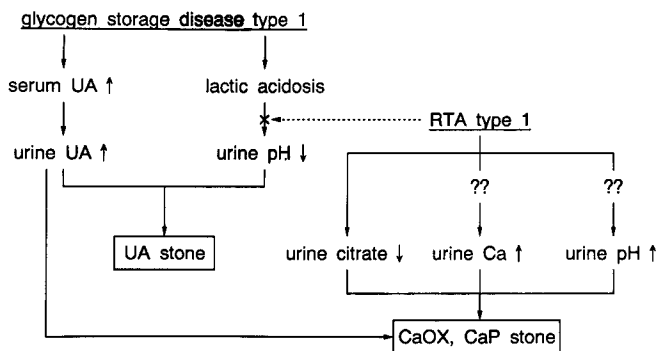 glycogen storage disease type 1
serum UA ↑ lactic acidosis
RTA type 1
urine UA ↑ urine pH ↓
?? ??
UA stone urine citrate ↓ urine Ca ↑ urine pH ↑
CaOX, CaP stone